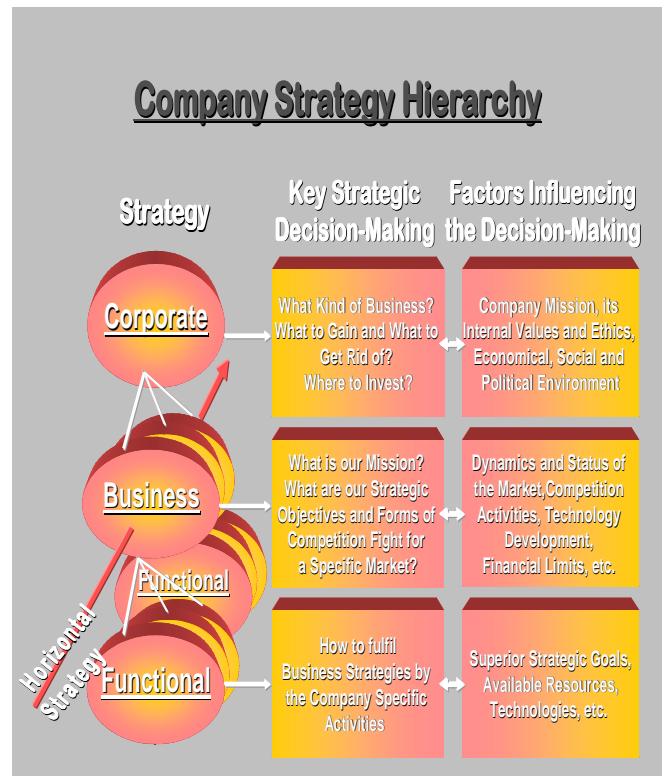 Company Strategy Hierarchy
Strategy
Key Strategic
Decision-Making
Factors Influencing
the Decision-Making
Corporate
What Kind of Business?
What to Gain and What to
Get Rid of?
Where to Invest?
Company Mission, its
Internal Values and Ethics,
Economical, Social and
Political Environment
Business
What is our Mission?
What are our Strategic
Objectives and Forms of
Competition Fight for
a Specific Market?
Dynamics and Status of
the Market,Competition
Activities, Technology
Development,
Financial Limits, etc.
Functional
Horizontal
Strategy
Functional
How to fulfil
Business Strategies by
the Company Specific
Activities
Superior Strategic Goals,
Available Resources,
Technologies, etc.